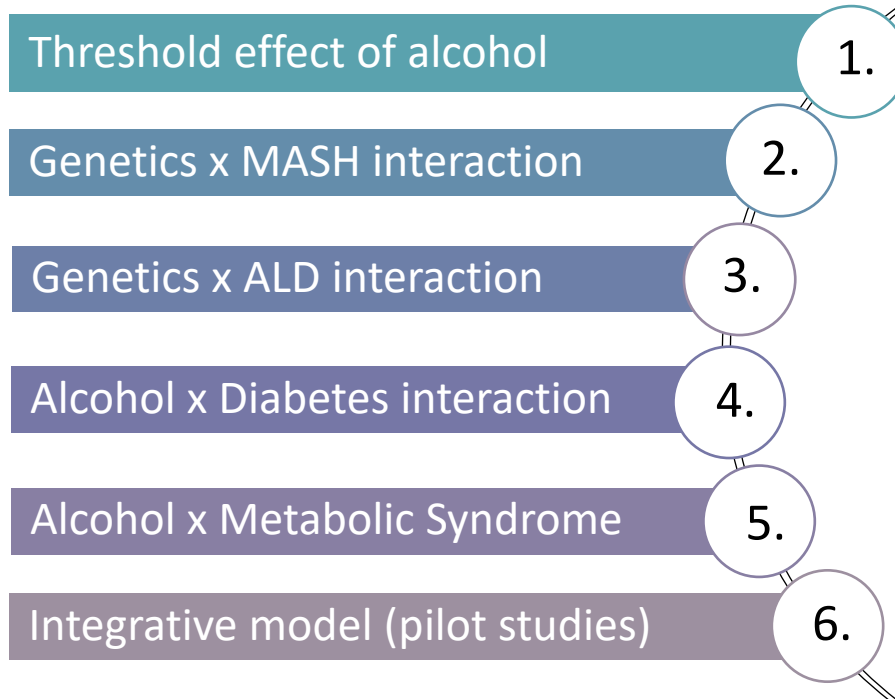 Threshold effect of alcohol 1.
Genetics x MASH interaction 2.
Genetics x ALD interaction 3.
Alcohol x Diabetes interaction 4.
Alcohol x Metabolic Syndrome 5.
Integrative model (pilot studies) 6.